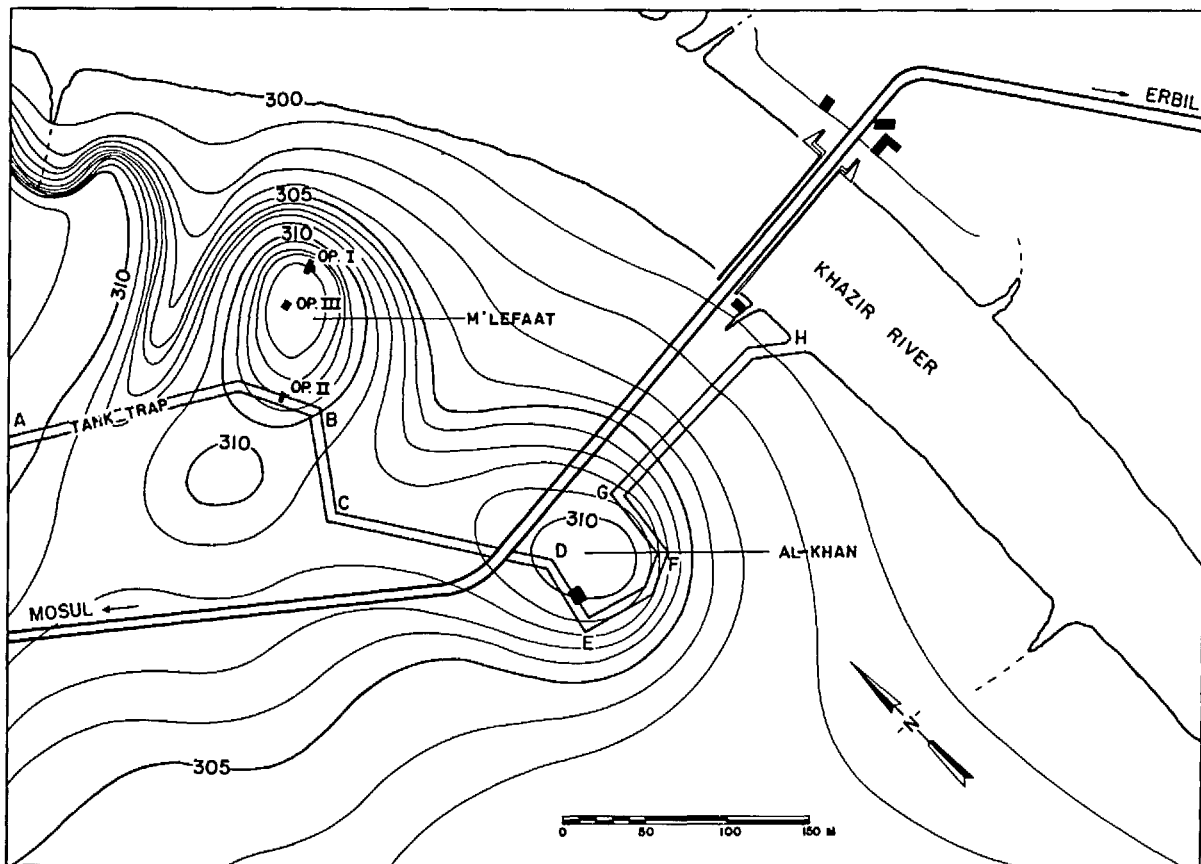 300
ERBIL
305
310
OP. I
310
OP. III
M'LEFAAT
KHAZIR RIVER
H
OP. II
A
TANK TRAP
B
310
C
G
310
D
AL-KHAN
F
MOSUL
E
N
305
0 50 100 150 M